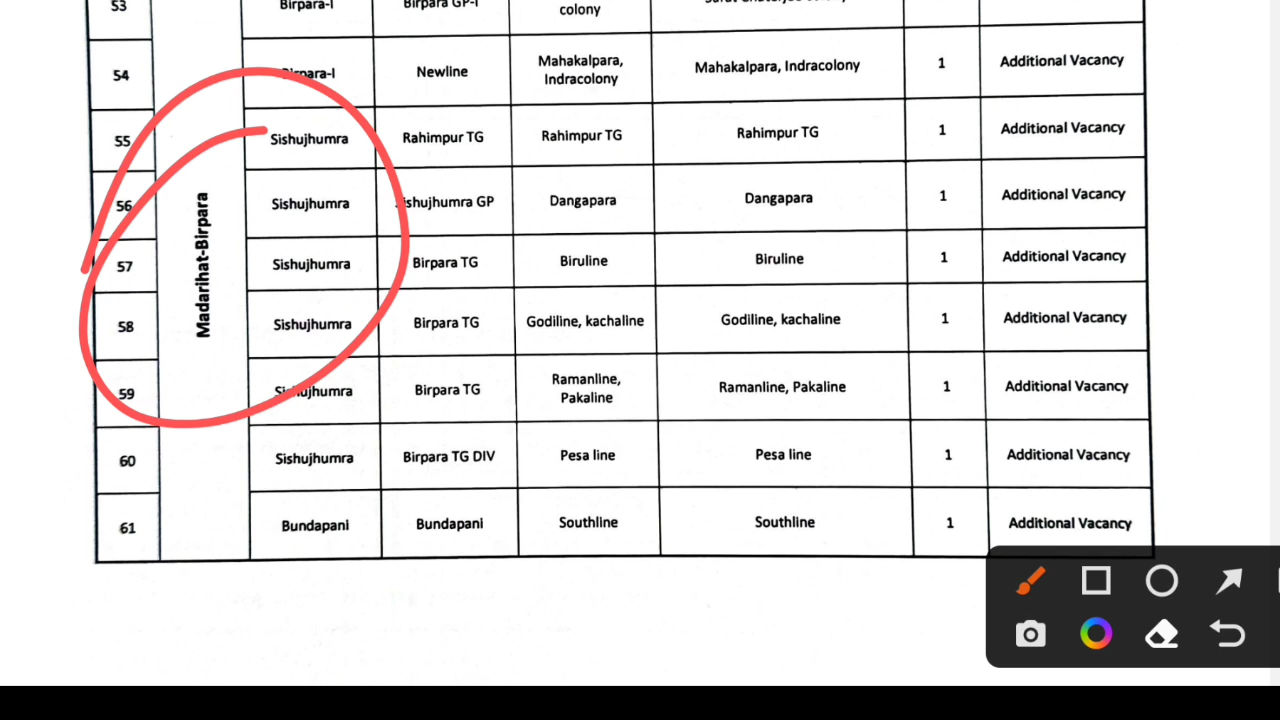 53 Birpara-I Birpara GP-I colony
54 Birpara-I Newline Mahakalpara, Indracolony Mahakalpara, Indracolony 1 Additional Vacancy
55 Sishujhumra Rahimpur TG Rahimpur TG Rahimpur TG 1 Additional Vacancy
56 Sishujhumra Sishujhumra GP Dangapara Dangapara 1 Additional Vacancy
Madarihat-Birpara
57 Sishujhumra Birpara TG Biruline Biruline 1 Additional Vacancy
58 Sishujhumra Birpara TG Godiline, kachaline Godiline, kachaline 1 Additional Vacancy
59 Sishujhumra Birpara TG Ramanline, Pakaline Ramanline, Pakaline 1 Additional Vacancy
60 Sishujhumra Birpara TG DIV Pesa line Pesa line 1 Additional Vacancy
61 Bundapani Bundapani Southline Southline 1 Additional Vacancy